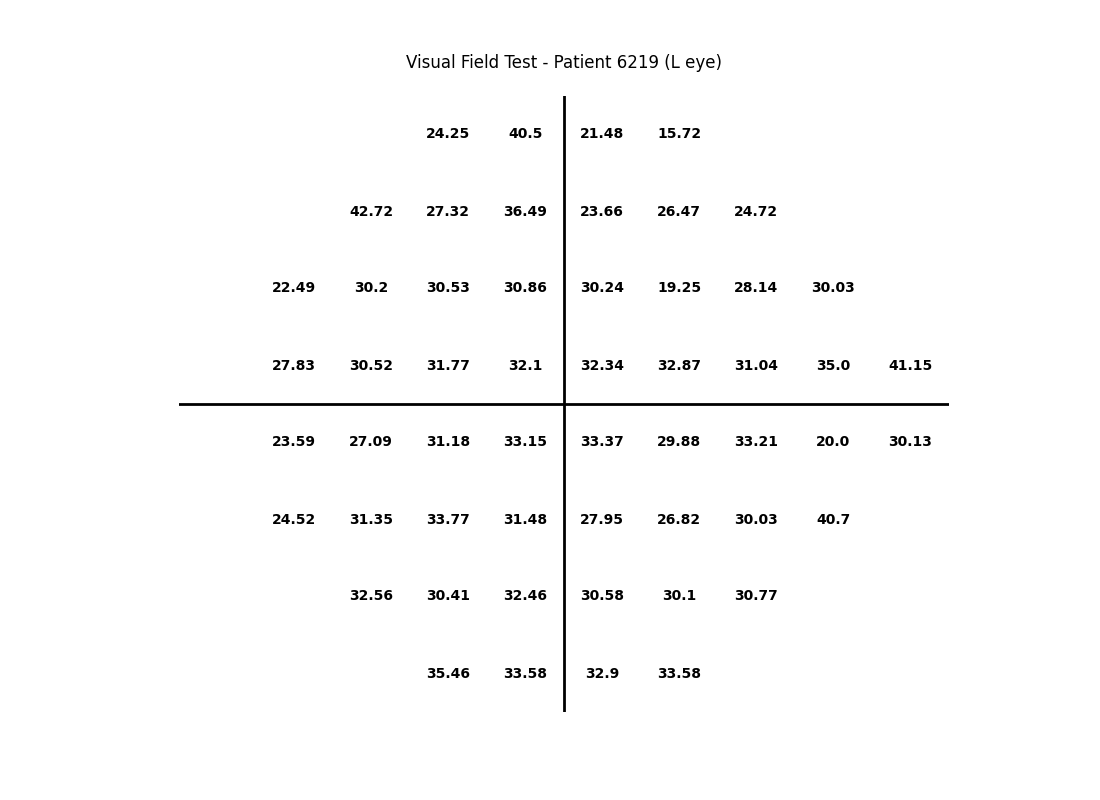 Visual Field Test - Patient 6219 (L eye)
24.25 40.5 21.48 15.72
42.72 27.32 36.49 23.66 26.47 24.72
22.49 30.2 30.53 30.86 30.24 19.25 28.14 30.03
27.83 30.52 31.77 32.1 32.34 32.87 31.04 35.0 41.15
23.59 27.09 31.18 33.15 33.37 29.88 33.21 20.0 30.13
24.52 31.35 33.77 31.48 27.95 26.82 30.03 40.7
32.56 30.41 32.46 30.58 30.1 30.77
35.46 33.58 32.9 33.58